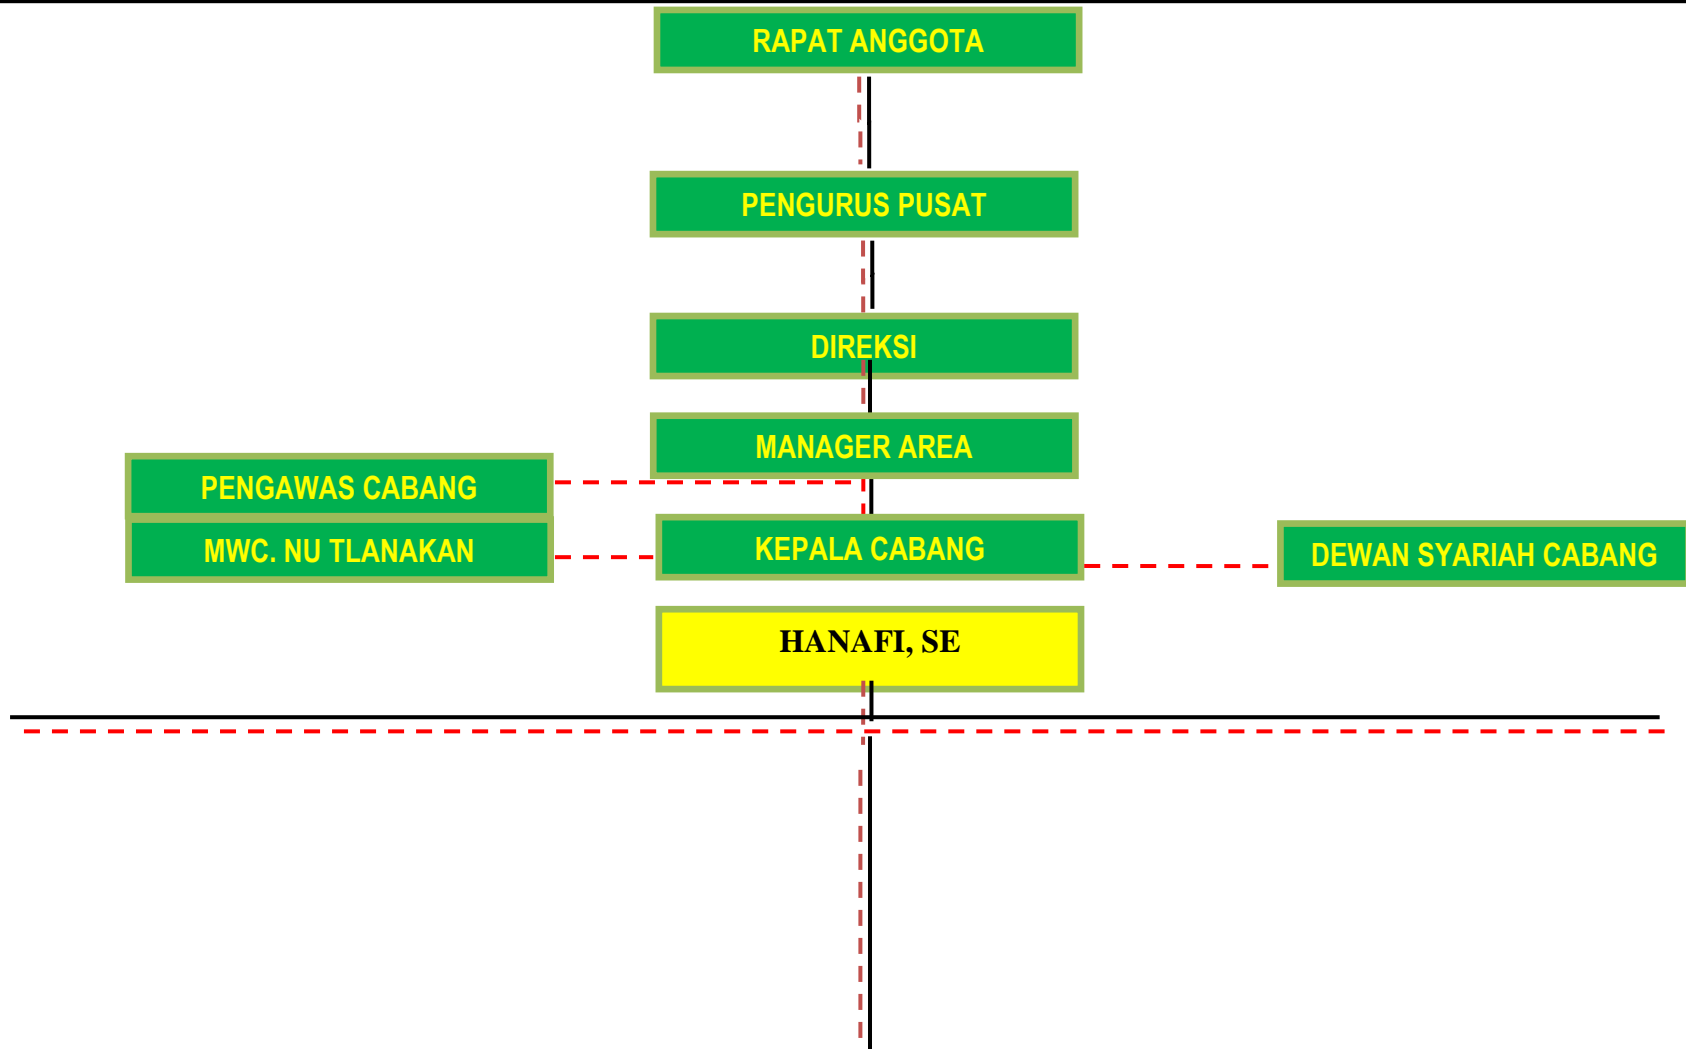 RAPAT ANGGOTA
PENGURUS PUSAT
DIREKSI
MANAGER AREA
PENGAWAS CABANG
MWC. NU TLANAKAN
KEPALA CABANG
DEWAN SYARIAH CABANG
HANAFI, SE